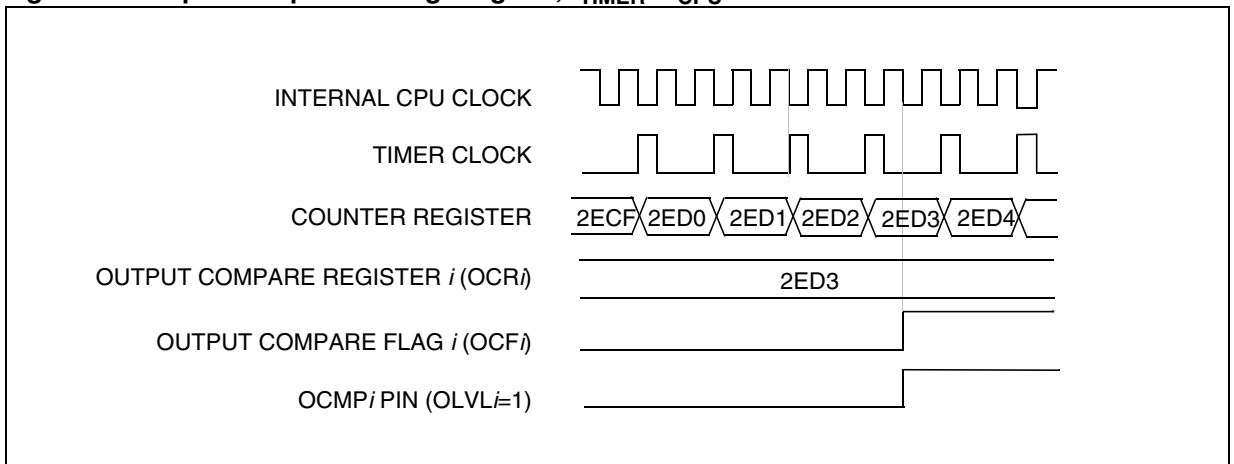 INTERNAL CPU CLOCK
TIMER CLOCK
COUNTER REGISTER 2ECF 2ED0 2ED1 2ED2 2ED3 2ED4
OUTPUT COMPARE REGISTER i (OCRi) 2ED3
OUTPUT COMPARE FLAG i (OCFi)
OCMPi PIN (OLVLi=1)